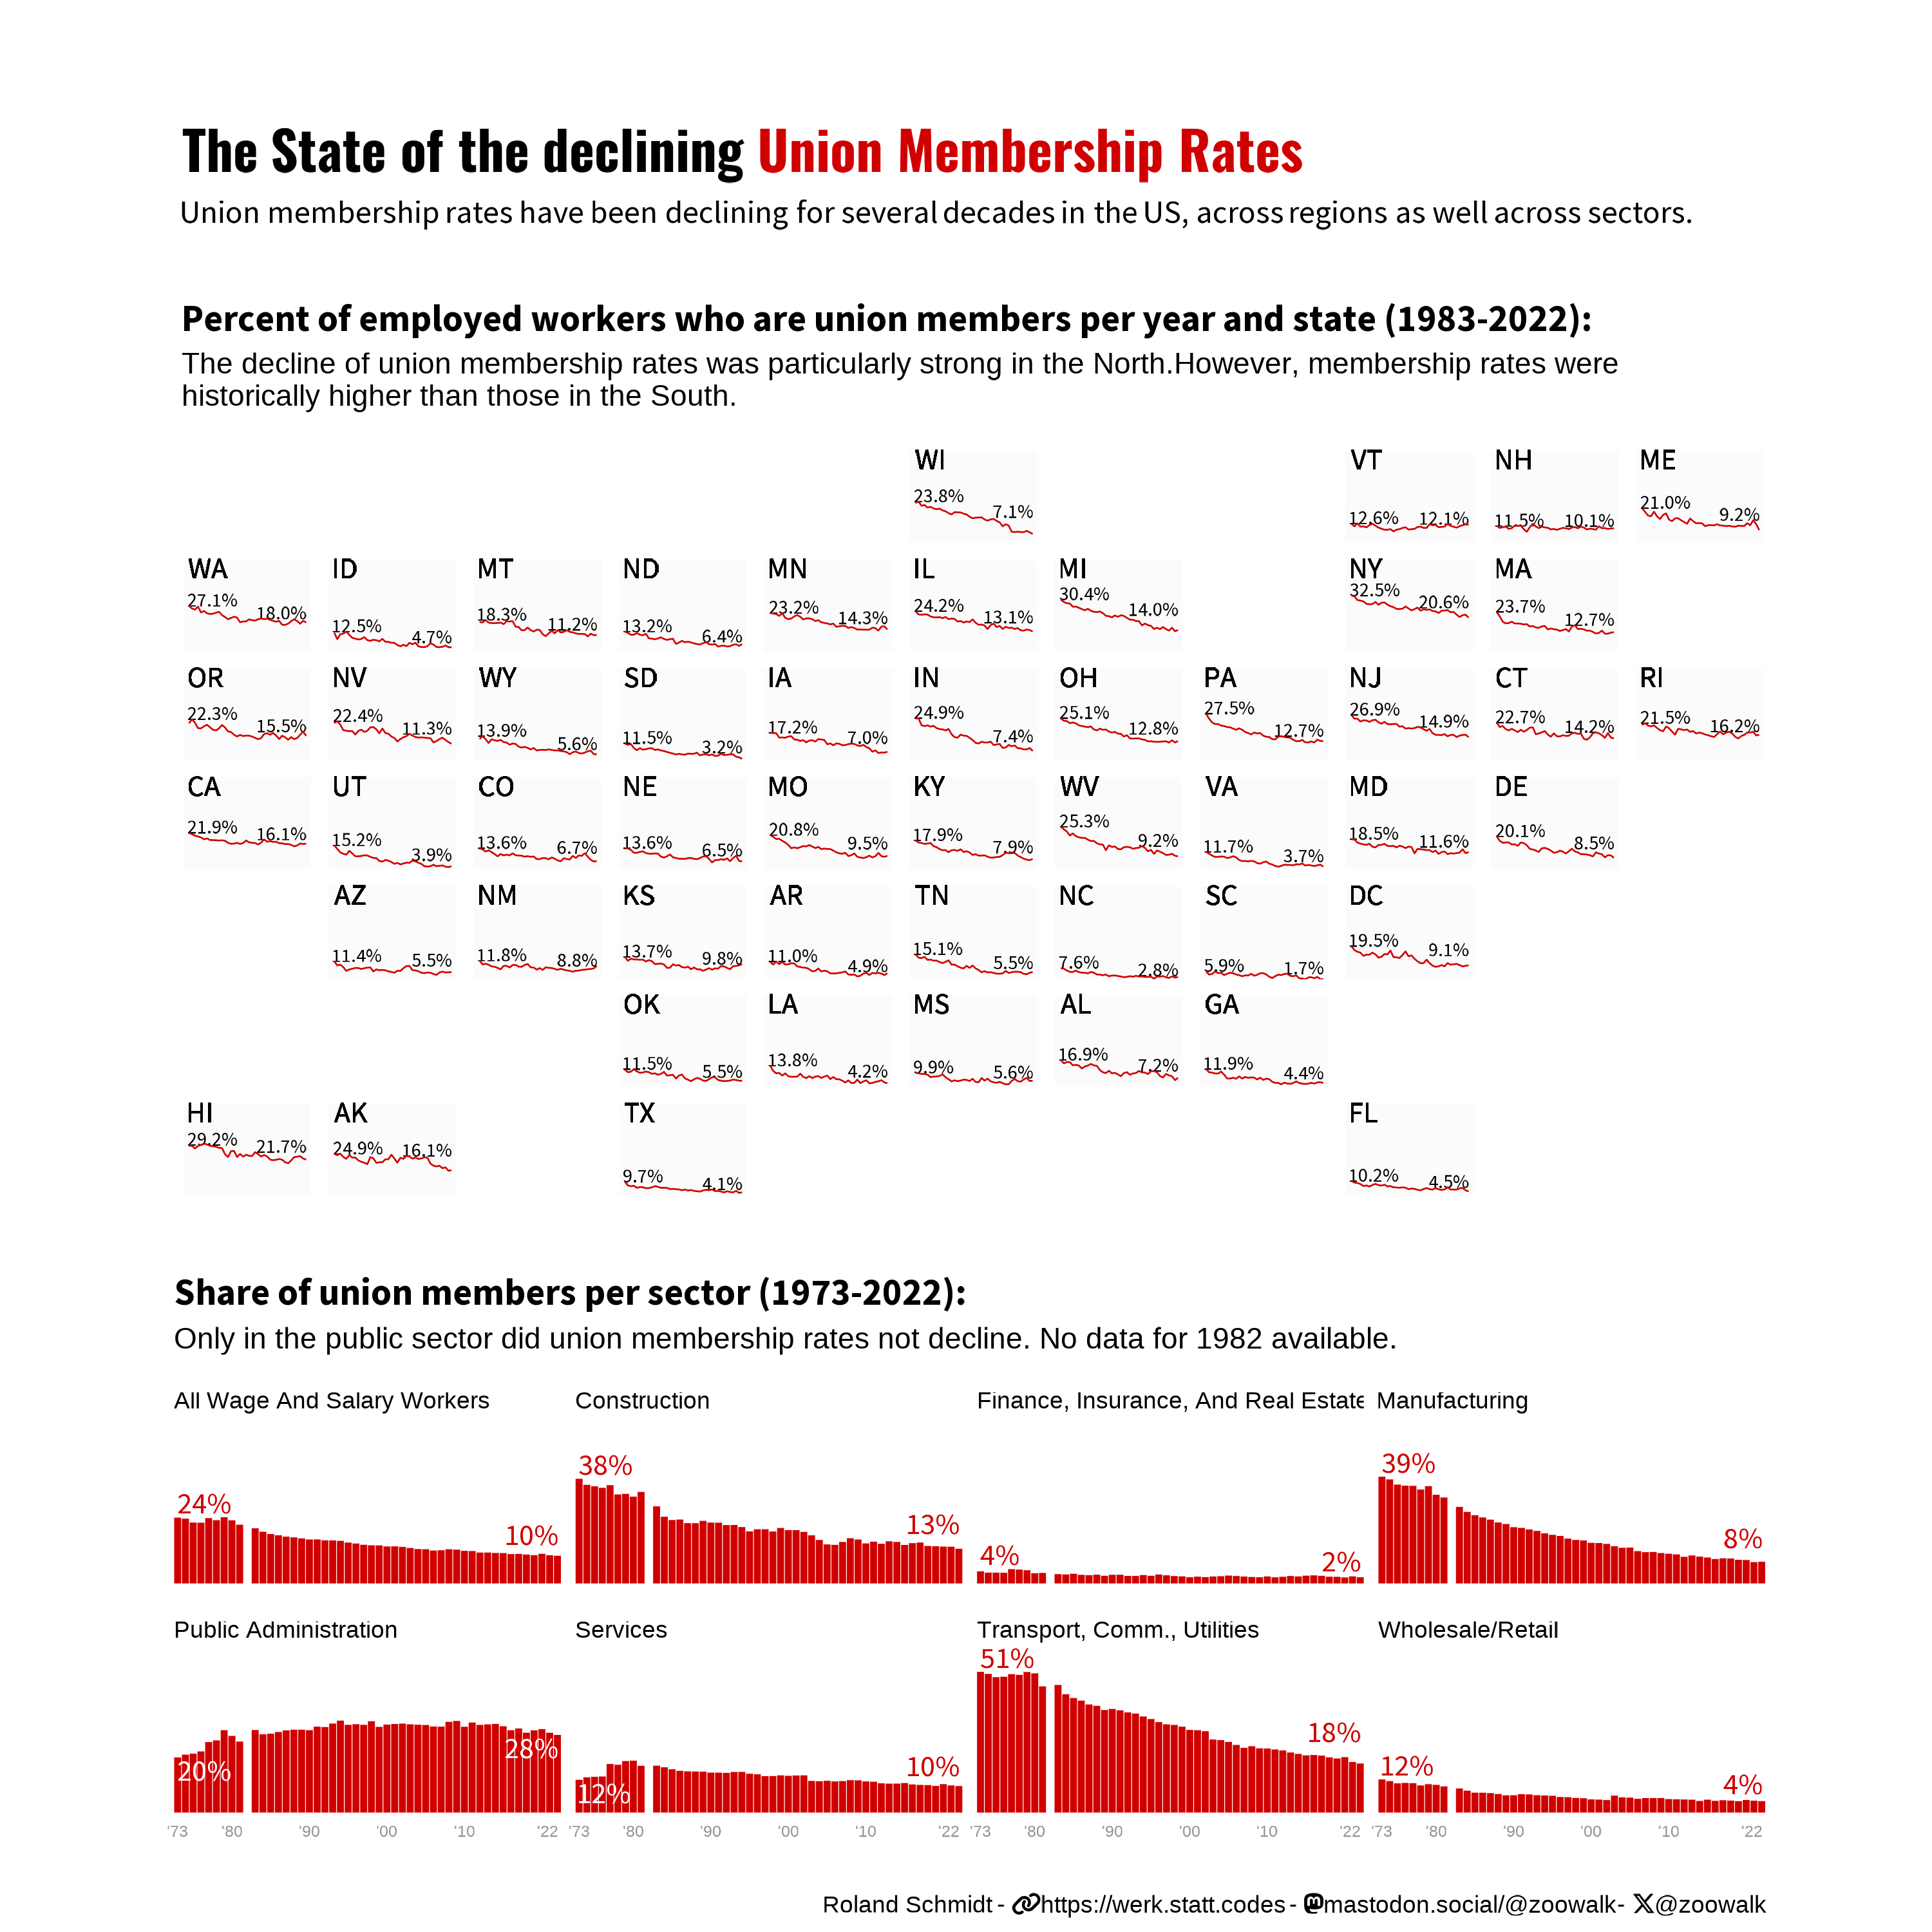 The State of the declining Union Membership Rates
Union membership rates have been declining for several decades in the US, across regions as well across sectors.
Percent of employed workers who are union members per year and state (1983-2022):
The decline of union membership rates was particularly strong in the North.However, membership rates were
historically higher than those in the South.
WI VT NH ME
23.8% 7.1% 12.6% 12.1% 11.5% 10.1% 21.0% 9.2%
WA ID MT ND MN IL MI NY MA
27.1% 18.0% 12.5% 4.7% 18.3% 11.2% 13.2% 6.4% 23.2% 14.3% 24.2% 13.1% 30.4% 14.0% 32.5% 20.6% 23.7% 12.7%
OR NV WY SD IA IN OH PA NJ CT RI
22.3% 15.5% 22.4% 11.3% 13.9% 5.6% 11.5% 3.2% 17.2% 7.0% 24.9% 7.4% 25.1% 12.8% 27.5% 12.7% 26.9% 14.9% 22.7% 14.2% 21.5% 16.2%
CA UT CO NE MO KY WV VA MD DE
21.9% 16.1% 15.2% 3.9% 13.6% 6.7% 13.6% 6.5% 20.8% 9.5% 17.9% 7.9% 25.3% 9.2% 11.7% 3.7% 18.5% 11.6% 20.1% 8.5%
AZ NM KS AR TN NC SC DC
11.4% 5.5% 11.8% 8.8% 13.7% 9.8% 11.0% 4.9% 15.1% 5.5% 7.6% 2.8% 5.9% 1.7% 19.5% 9.1%
OK LA MS AL GA
11.5% 5.5% 13.8% 4.2% 9.9% 5.6% 16.9% 7.2% 11.9% 4.4%
HI AK TX FL
29.2% 21.7% 24.9% 16.1% 9.7% 4.1% 10.2% 4.5%
Share of union members per sector (1973-2022):
Only in the public sector did union membership rates not decline. No data for 1982 available.
All Wage And Salary Workers Construction Finance, Insurance, And Real Estate Manufacturing
24% 10% 38% 13% 4% 2% 39% 8%
Public Administration Services Transport, Comm., Utilities Wholesale/Retail
20% 28% 12% 10% 51% 18% 12% 4%
'73 '80 '90 '00 '10 '22 '73 '80 '90 '00 '10 '22 '73 '80 '90 '00 '10 '22 '73 '80 '90 '00 '10 '22
Roland Schmidt - https://werk.statt.codes - mastodon.social/@zoowalk - @zoowalk